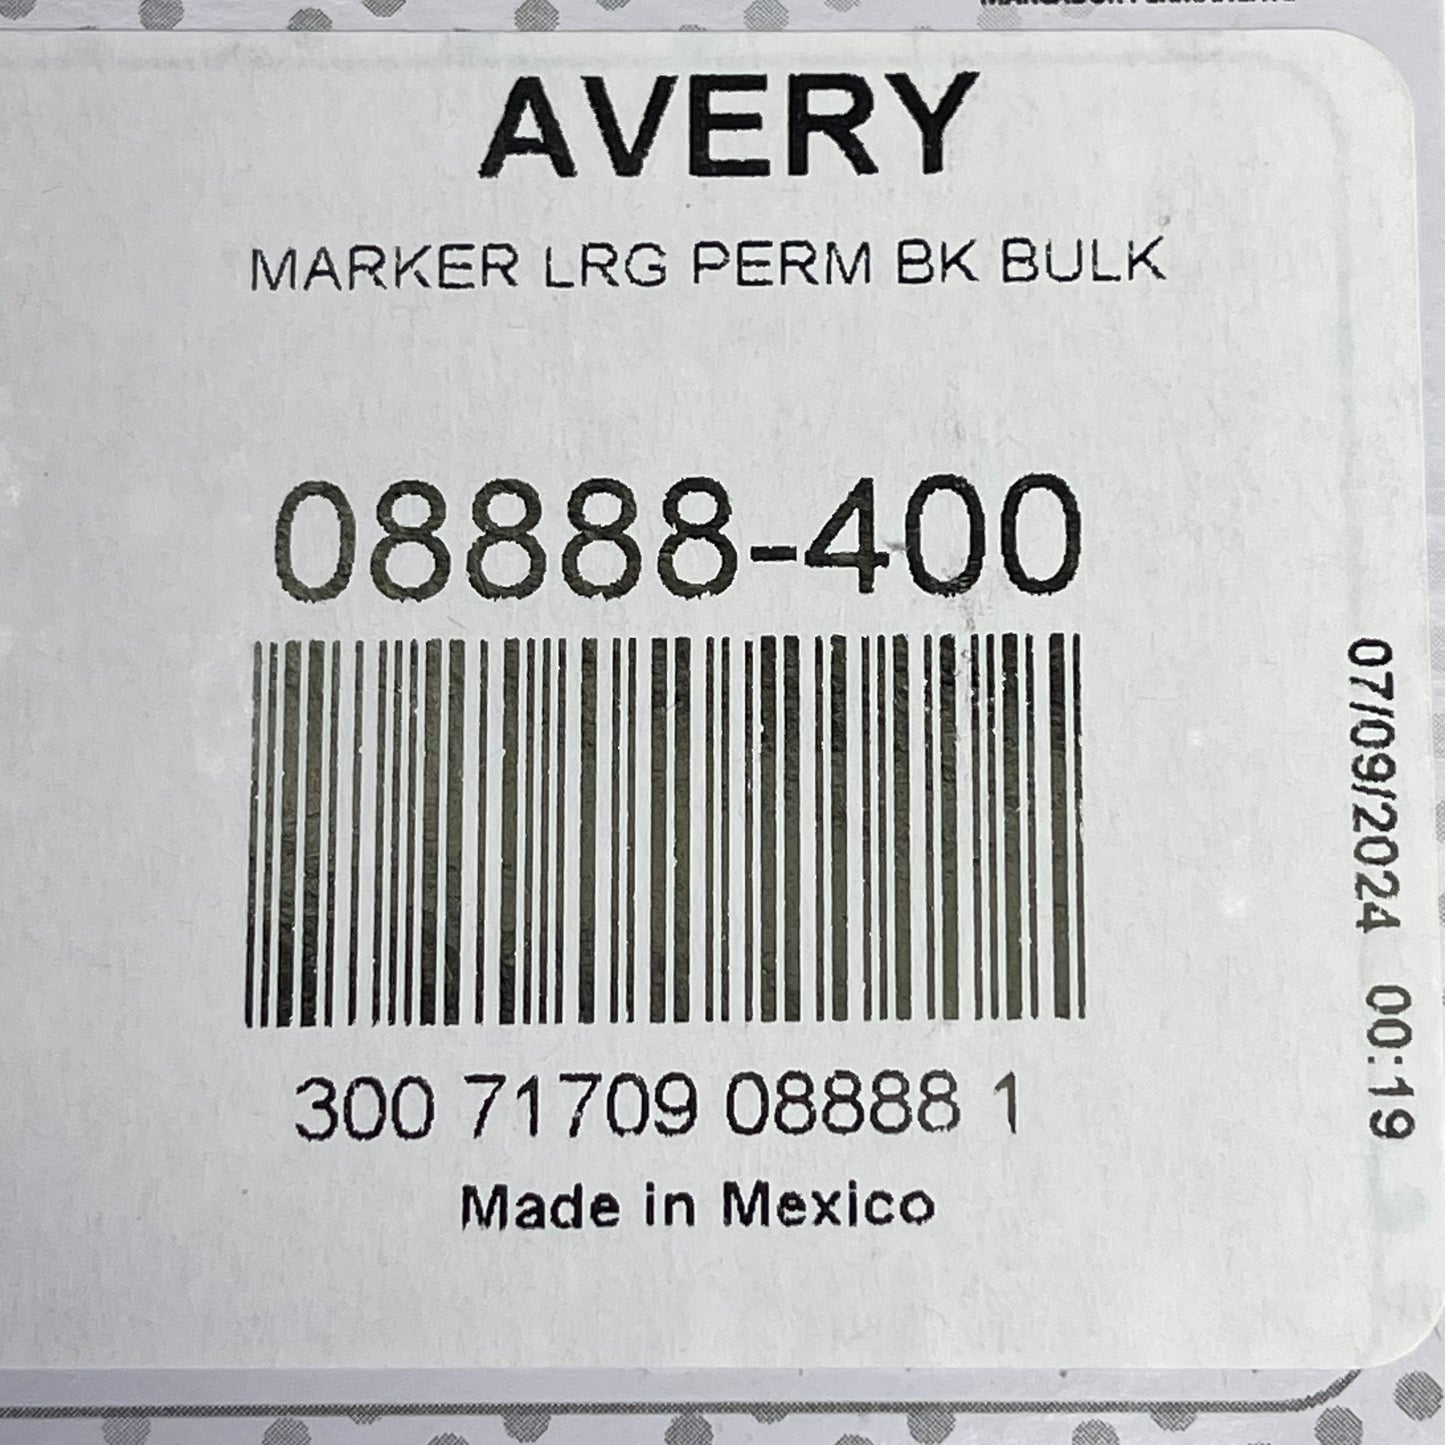 AVERY
MARKER LRG PERM BK BULK
08888-400
300 71709 08888 1
Made in Mexico
07/09/2024 00:19